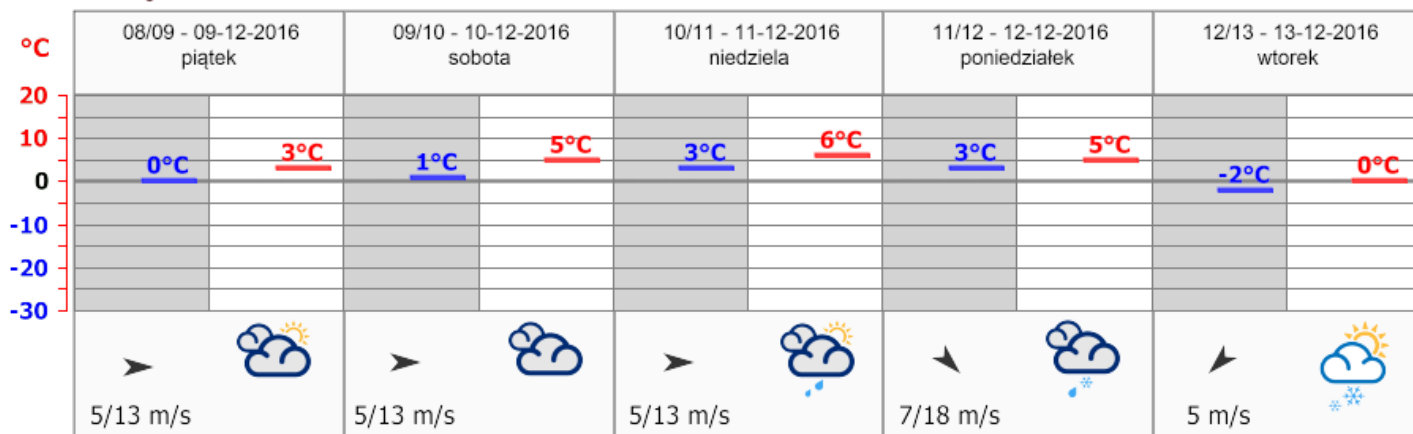 °C
08/09 - 09-12-2016
piątek
09/10 - 10-12-2016
sobota
10/11 - 11-12-2016
niedziela
11/12 - 12-12-2016
poniedziałek
12/13 - 13-12-2016
wtorek
20
10
0
-10
-20
-30
0°C
3°C
1°C
5°C
3°C
6°C
3°C
5°C
-2°C
0°C
5/13 m/s
5/13 m/s
5/13 m/s
7/18 m/s
5 m/s